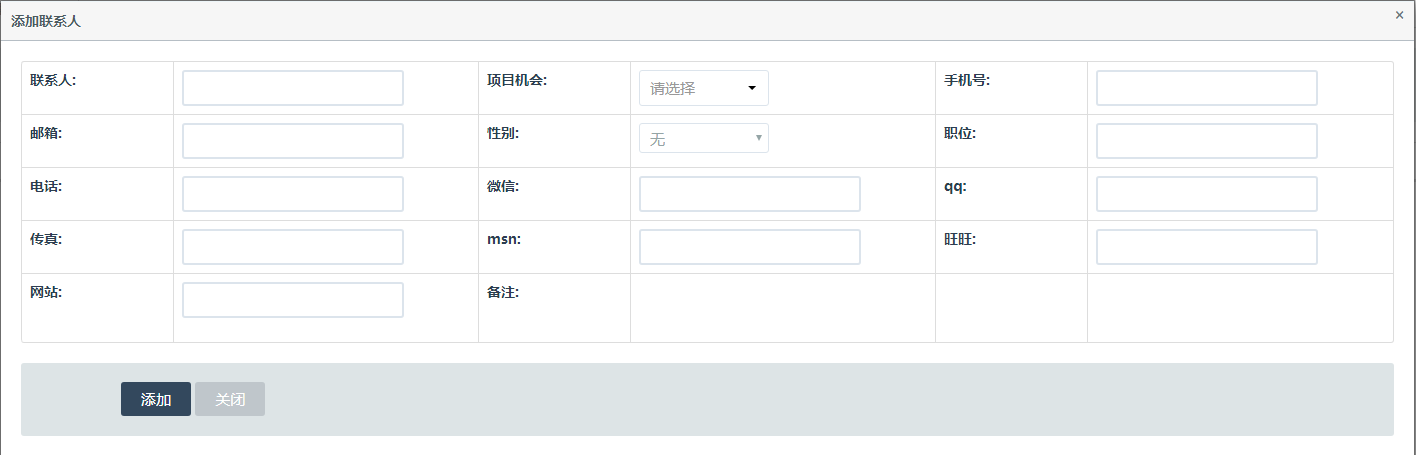 添加联系人 ×
联系人: 项目机会: 请选择 手机号:
邮箱: 性别: 无 职位:
电话: 微信: qq:
传真: msn: 旺旺:
网站: 备注:
添加 关闭